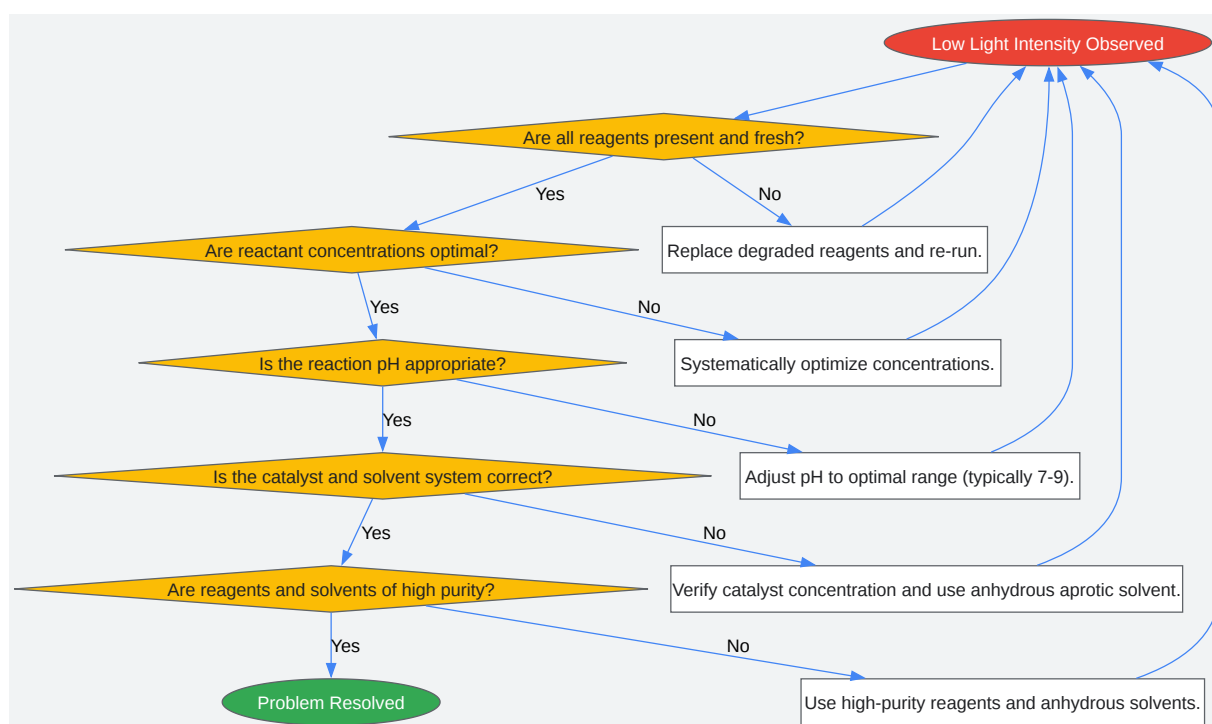 Low Light Intensity Observed
Are all reagents present and fresh?
Yes
No
Are reactant concentrations optimal?
Replace degraded reagents and re-run.
Yes
No
Is the reaction pH appropriate?
Systematically optimize concentrations.
Yes
No
Is the catalyst and solvent system correct?
Adjust pH to optimal range (typically 7-9).
Yes
No
Are reagents and solvents of high purity?
Verify catalyst concentration and use anhydrous aprotic solvent.
Yes
No
Problem Resolved
Use high-purity reagents and anhydrous solvents.